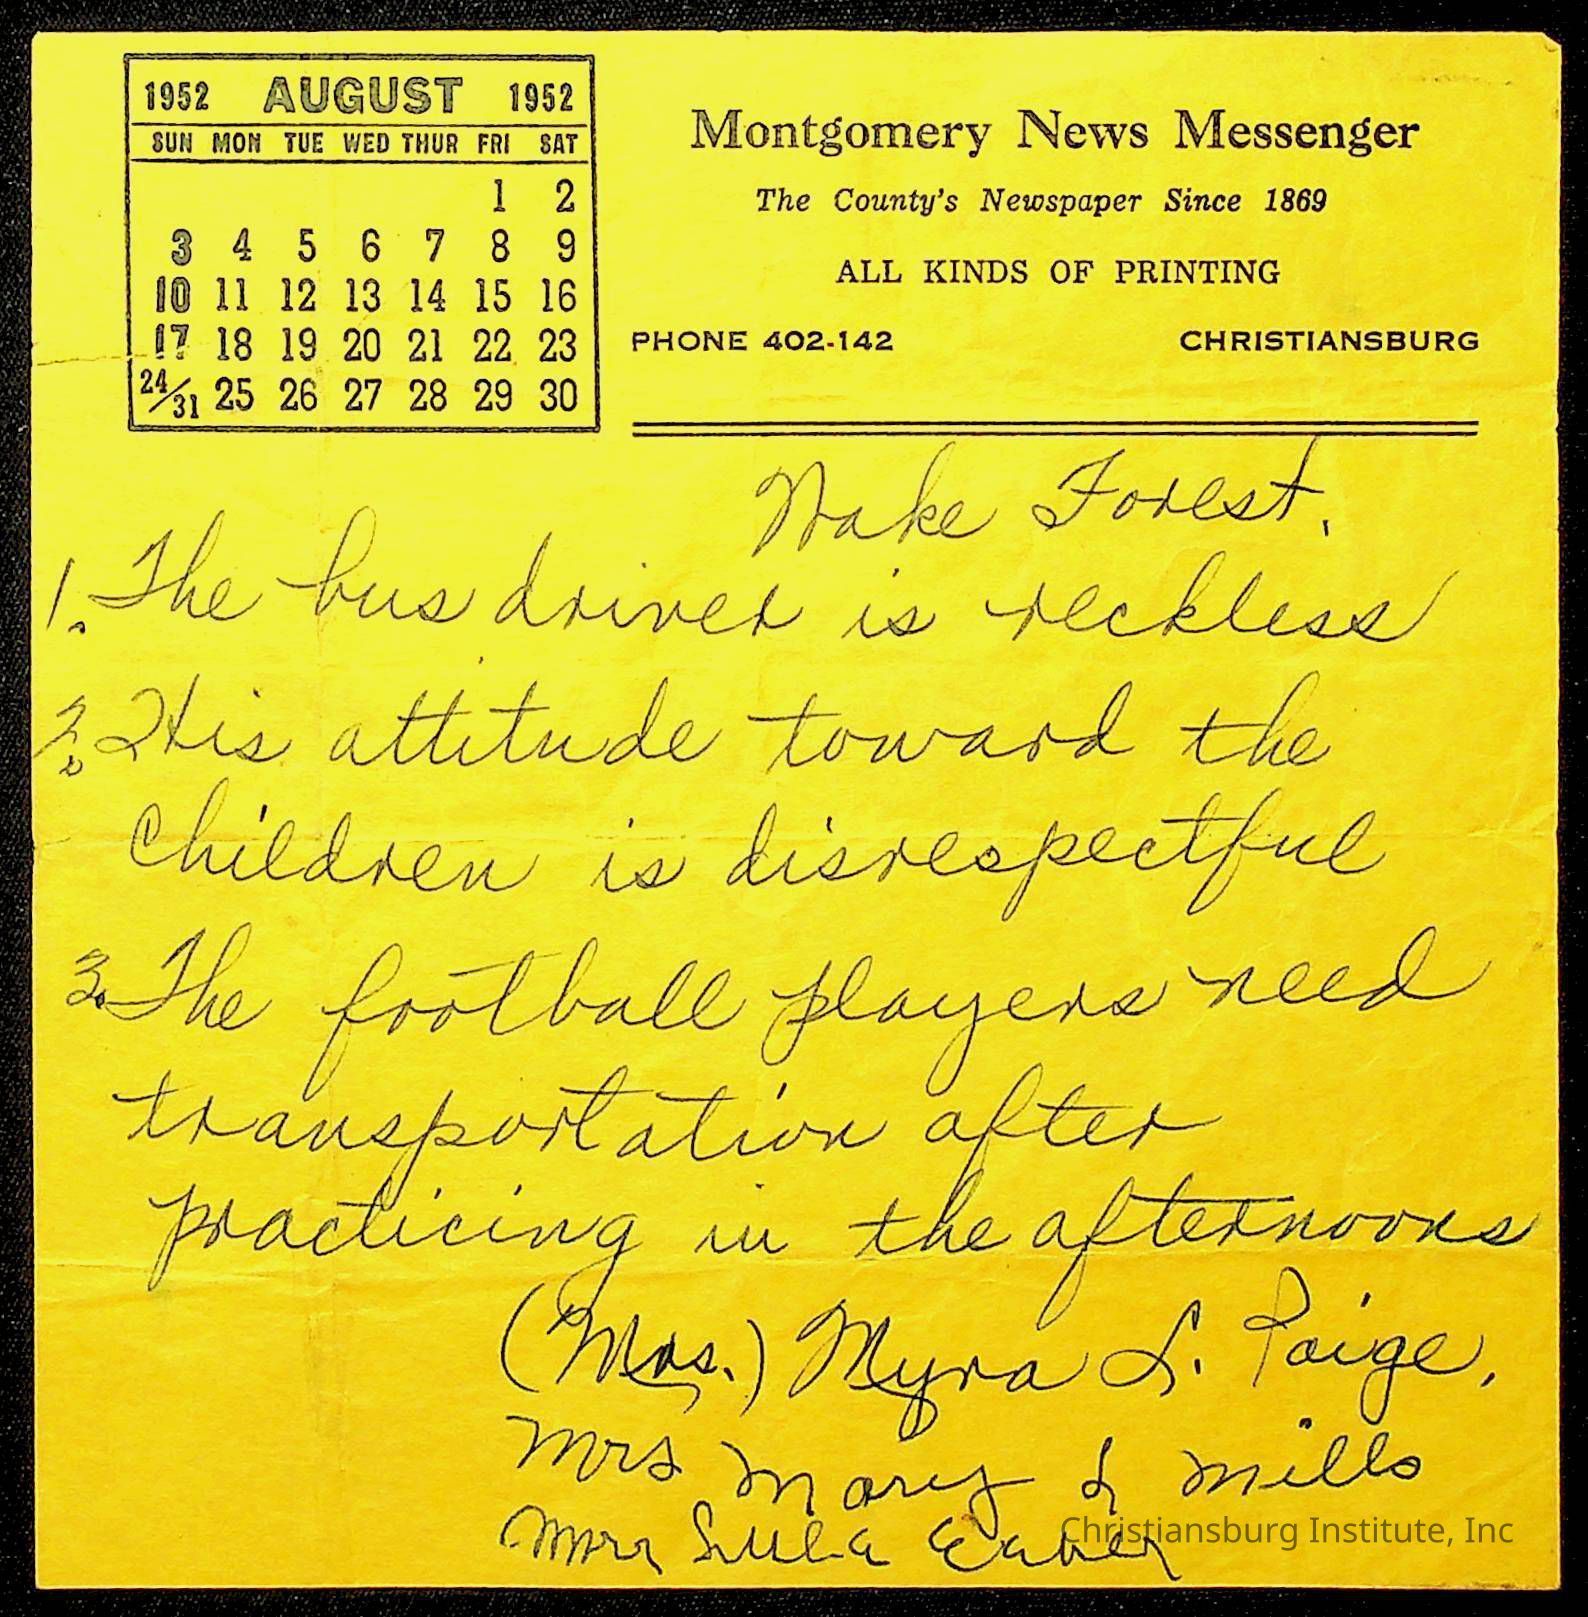 1952 AUGUST 1952
SUN MON TUE WED THUR FRI SAT
1 2
3 4 5 6 7 8 9
10 11 12 13 14 15 16
17 18 19 20 21 22 23
24/31 25 26 27 28 29 30
Montgomery News Messenger
The County's Newspaper Since 1869
ALL KINDS OF PRINTING
PHONE 402-142 CHRISTIANSBURG
Wake Forest.
1. The bus driver is reckless
2. His attitude toward the
children is disrespectful
3. The football players need
transportation after
practicing in the afternoons
(Mrs.) Myra L. Paige.
Mrs Mary L Mills
Mrs Lula
Christiansburg Institute, Inc